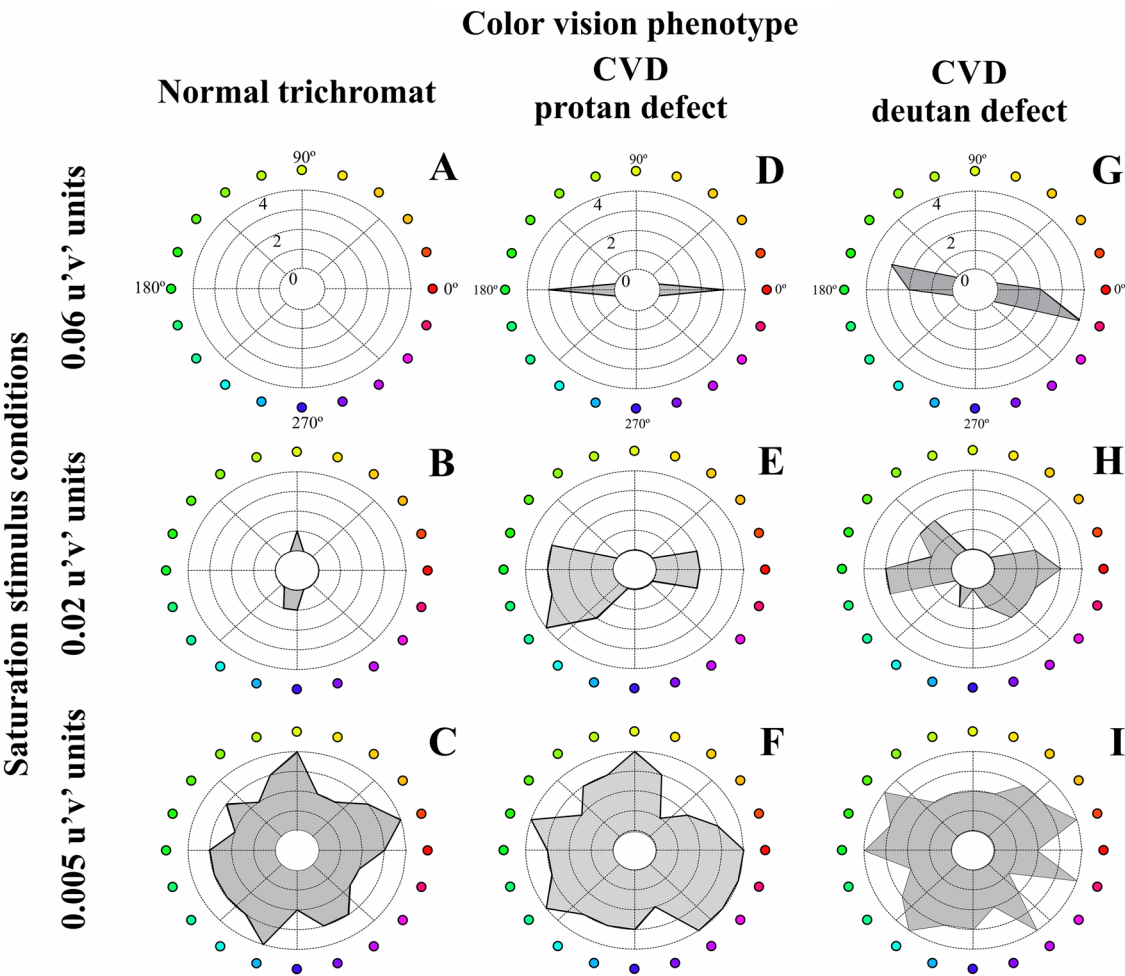 Color vision phenotype
Normal trichromat
CVD
protan defect
CVD
deutan defect
Saturation stimulus conditions
0.06 u'v' units
A
90º
4
2
0
180º
0º
270º
D
90º
4
2
0
180º
0º
270º
G
90º
4
2
0
180º
0º
270º
0.02 u'v' units
B
E
H
0.005 u'v' units
C
F
I